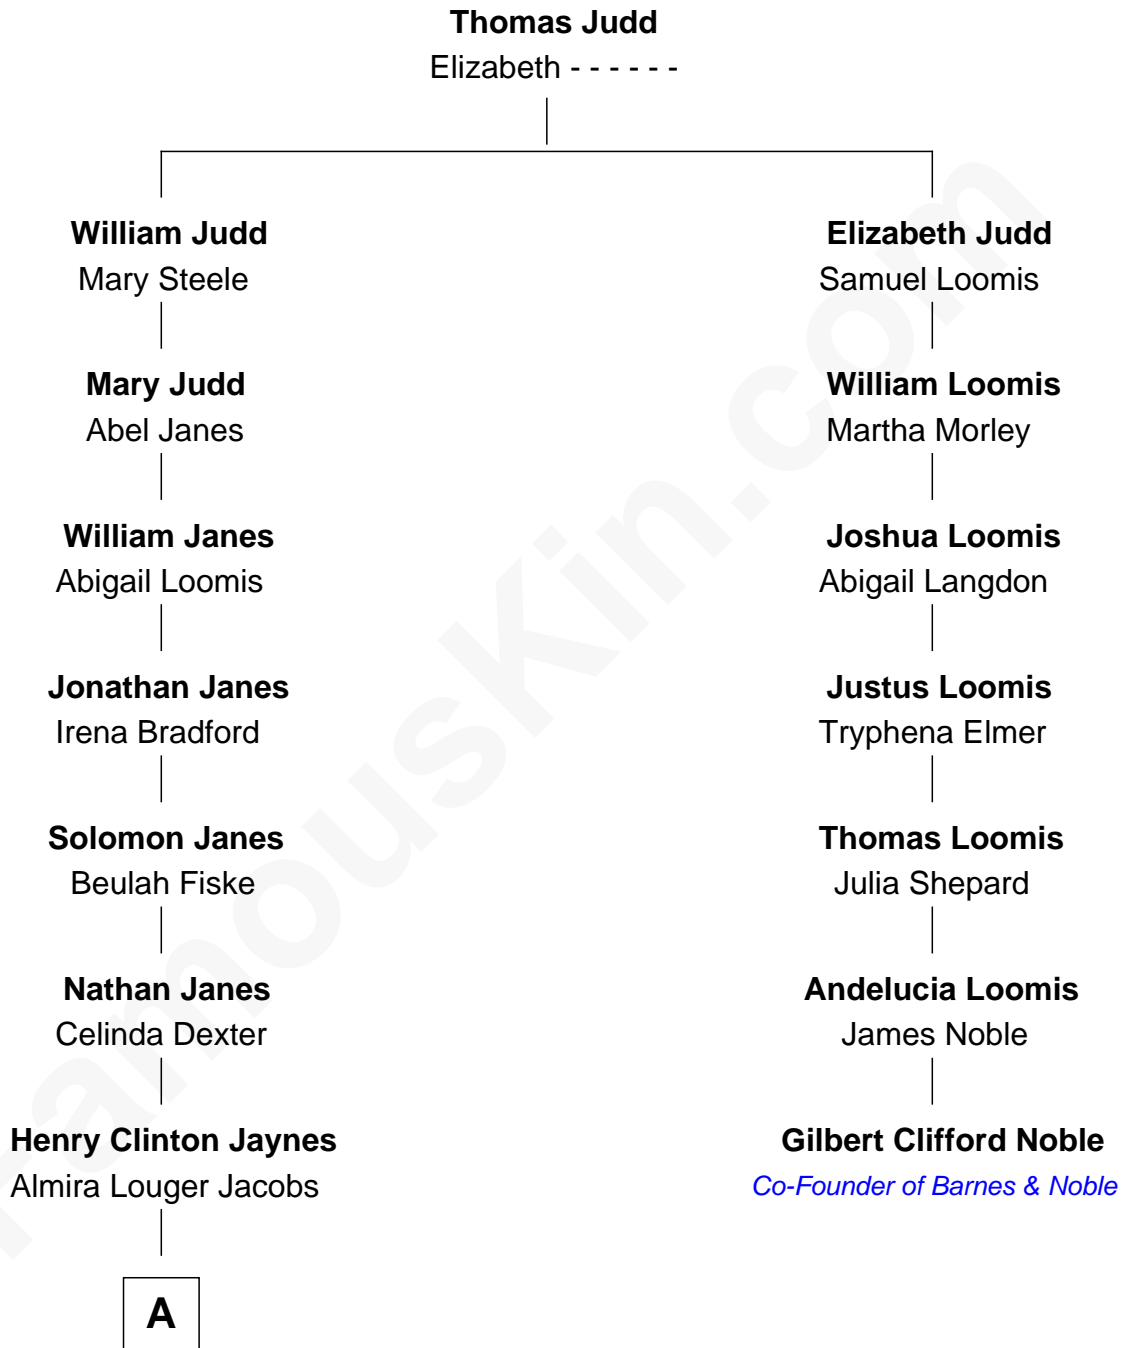 Thomas Judd
Elizabeth - - - - - -
William Judd
Mary Steele
Elizabeth Judd
Samuel Loomis
Mary Judd
Abel Janes
William Loomis
Martha Morley
William Janes
Abigail Loomis
Joshua Loomis
Abigail Langdon
Jonathan Janes
Irena Bradford
Justus Loomis
Tryphena Elmer
Solomon Janes
Beulah Fiske
Thomas Loomis
Julia Shepard
Nathan Janes
Celinda Dexter
Andelucia Loomis
James Noble
Henry Clinton Jaynes
Almira Louger Jacobs
Gilbert Clifford Noble
Co-Founder of Barnes & Noble
A
FamousKin.com